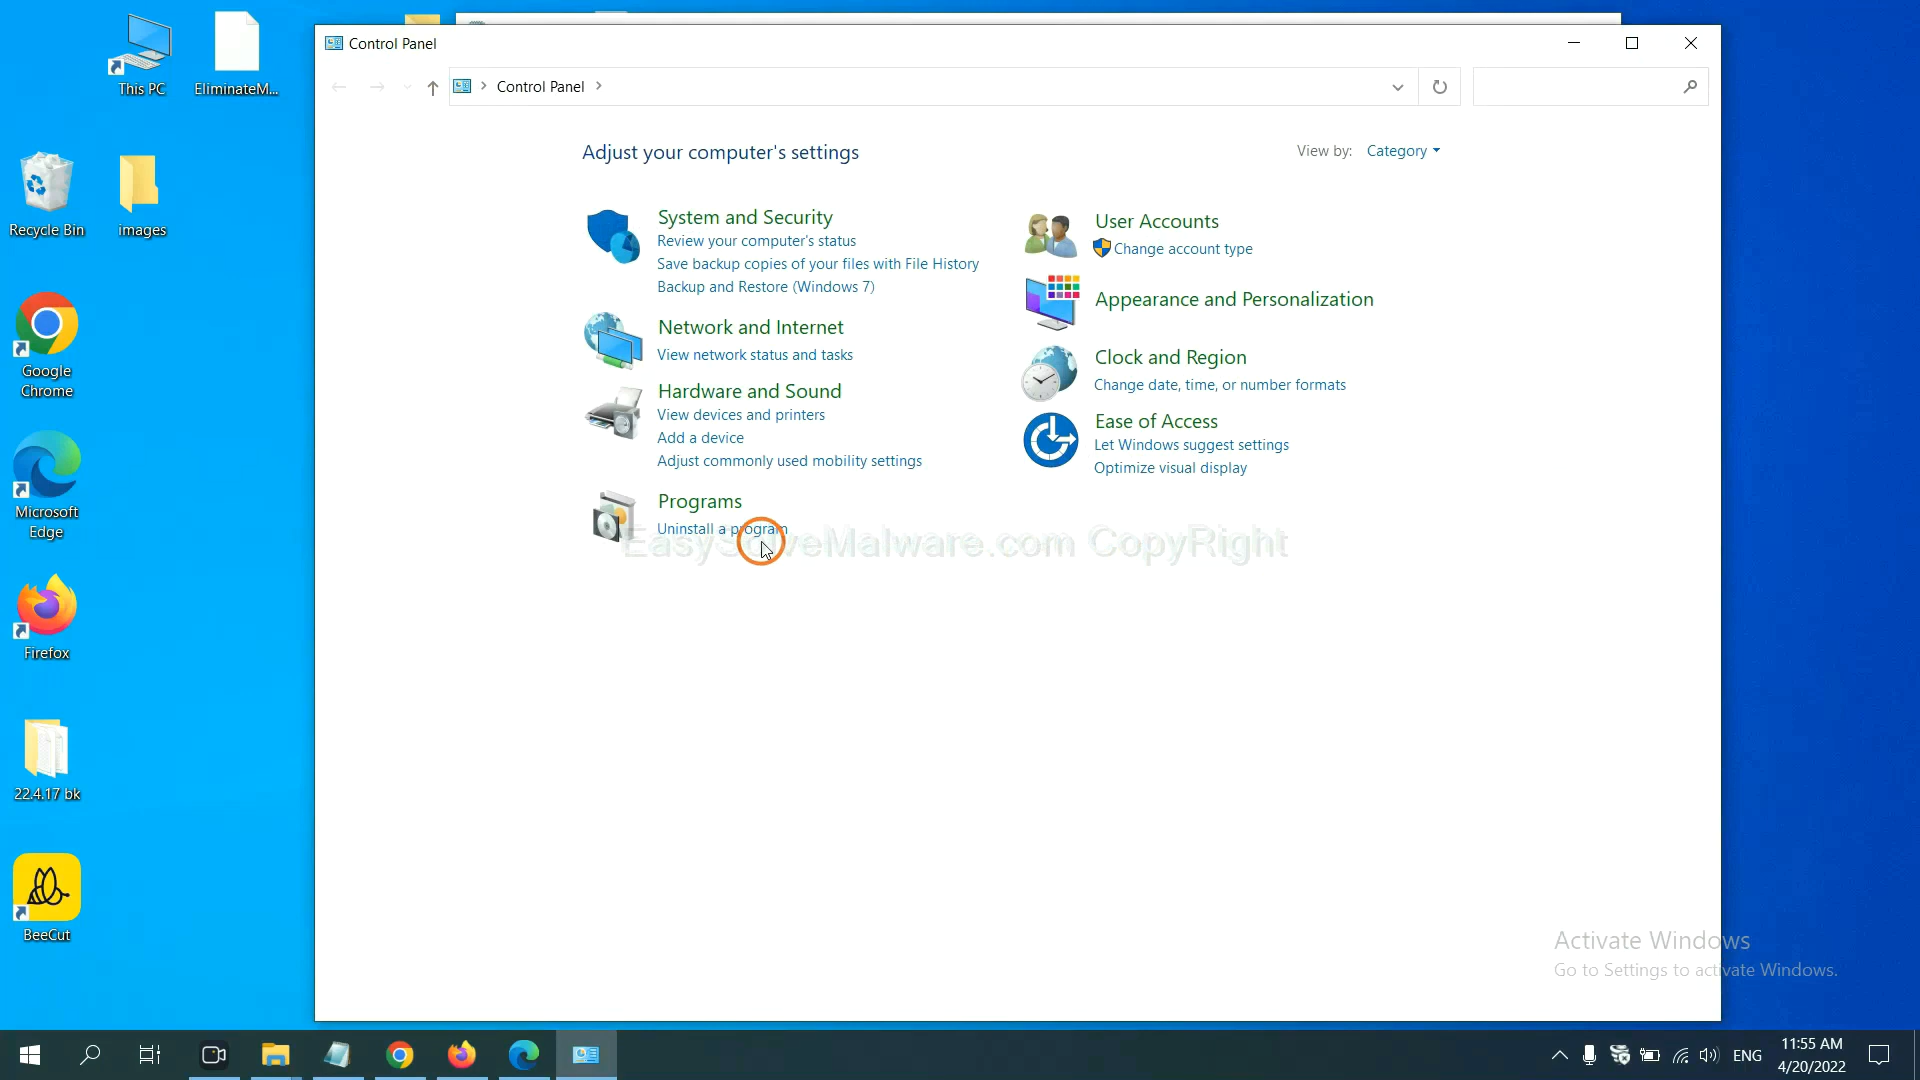 Control Panel
Control Panel
Adjust your computer's settings
View by: Category
System and Security
Review your computer's status
Save backup copies of your files with File History
Backup and Restore (Windows 7)
Network and Internet
View network status and tasks
Hardware and Sound
View devices and printers
Add a device
Adjust commonly used mobility settings
Programs
Uninstall a program
User Accounts
Change account type
Appearance and Personalization
Clock and Region
Change date, time, or number formats
Ease of Access
Let Windows suggest settings
Optimize visual display
EasySolveMalware.com CopyRight
This PC
EliminateM...
Recycle Bin
images
Google
Chrome
Microsoft
Edge
Firefox
22.4.17 bk
BeeCut
Activate Windows
Go to Settings to activate Windows.
ENG
11:55 AM
4/20/2022